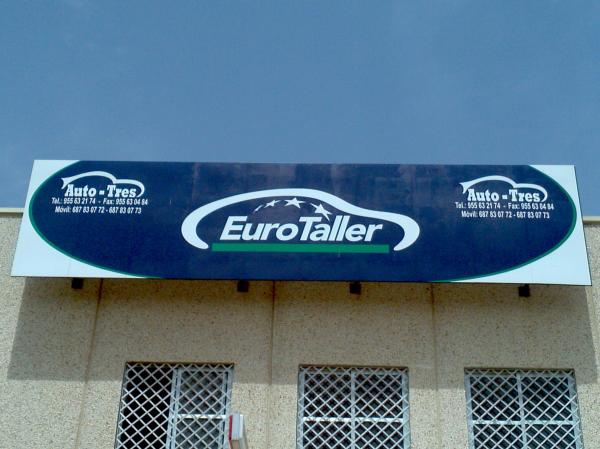 Auto - Tres
Tel.: 955 63 21 74 - Fax: 955 63 04 84
Móvil: 687 83 07 72 - 687 83 07 73
EuroTaller
Auto - Tres
Tel.: 955 63 21 74 - Fax: 955 63 04 84
Móvil: 687 83 07 72 - 687 83 07 73